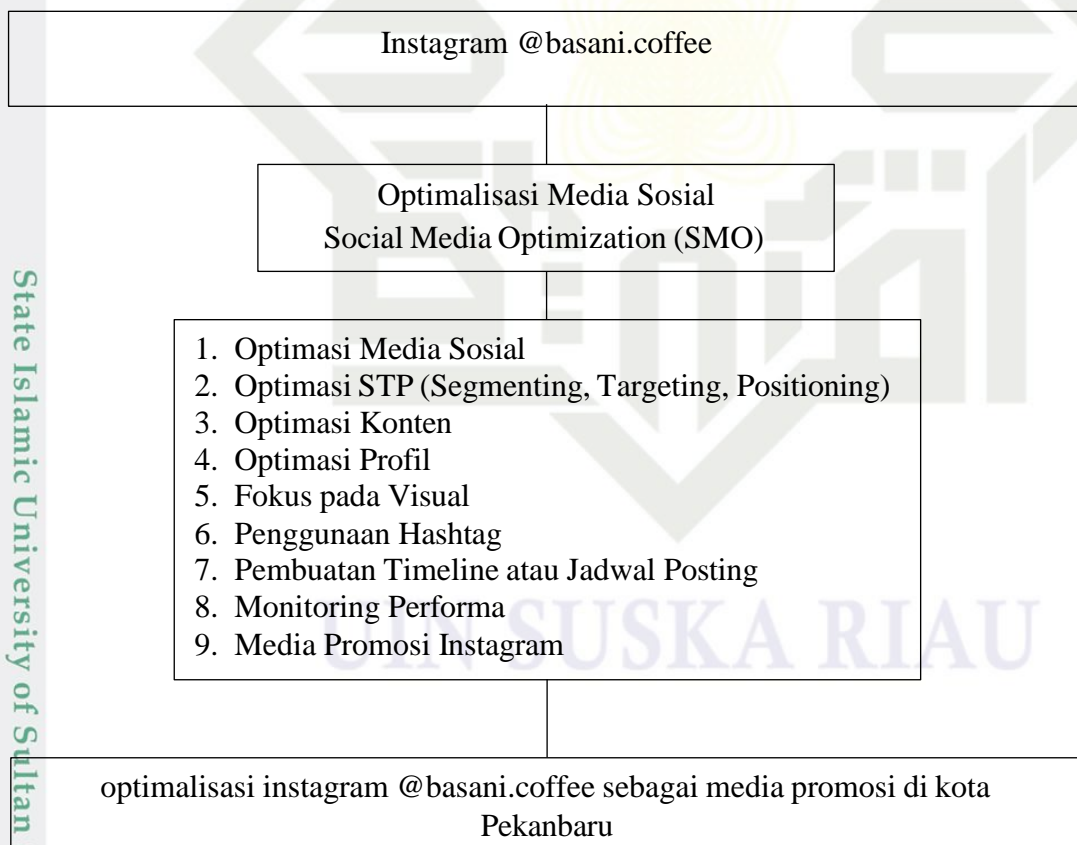 Instagram @basani.coffee
Optimalisasi Media Sosial
Social Media Optimization (SMO)
1. Optimasi Media Sosial
2. Optimasi STP (Segmenting, Targeting, Positioning)
3. Optimasi Konten
4. Optimasi Profil
5. Fokus pada Visual
6. Penggunaan Hashtag
7. Pembuatan Timeline atau Jadwal Posting
8. Monitoring Performa
9. Media Promosi Instagram
optimalisasi instagram @basani.coffee sebagai media promosi di kota
Pekanbaru
UIN SUSKA RIAU
State Islamic University of Sultan